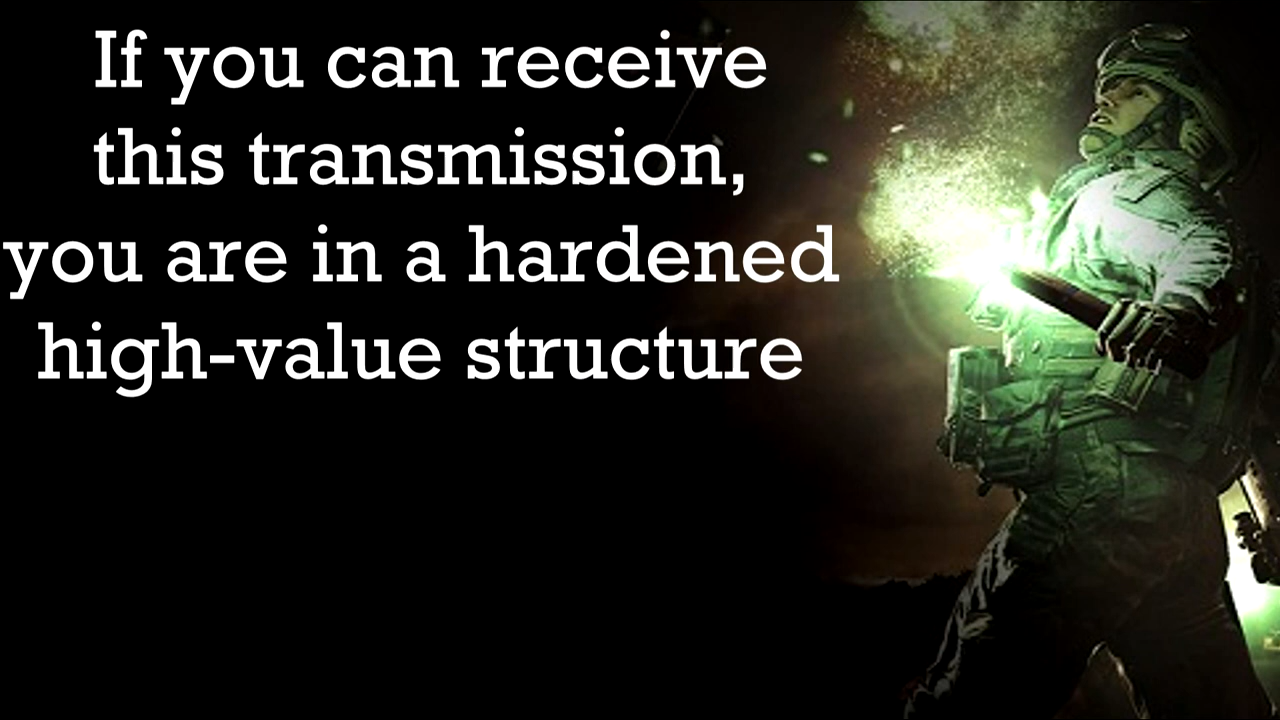 If you can receive
this transmission,
you are in a hardened
high-value structure